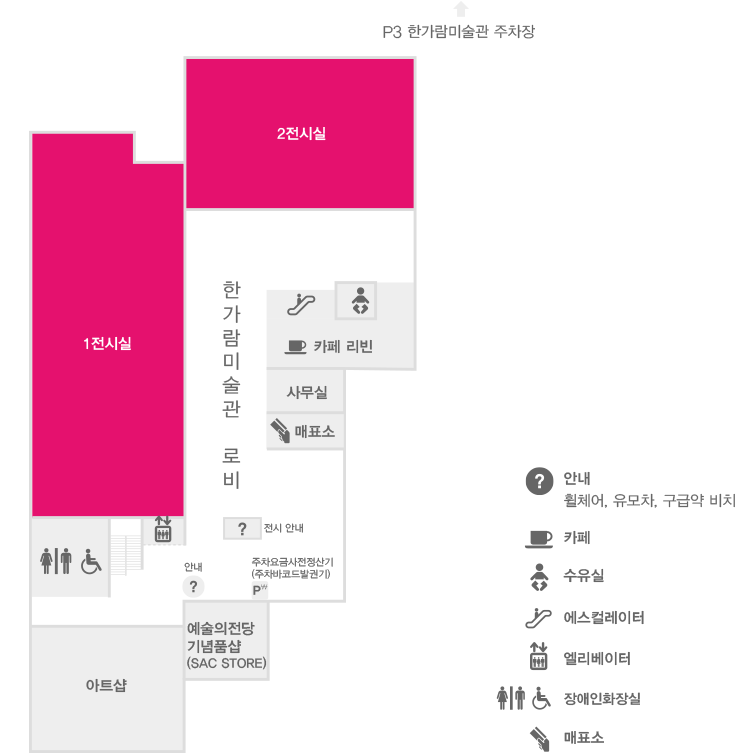 P3 한가람미술관 주차장
2전시실
1전시실
한가람미술관 로비
카페 리빈
사무실
매표소
? 전시 안내
안내
?
주차요금사전정산기
(주차바코드발권기)
P₩
예술의전당
기념품샵
(SAC STORE)
아트샵
? 안내
휠체어, 유모차, 구급약 비치
카페
수유실
에스컬레이터
엘리베이터
장애인화장실
매표소